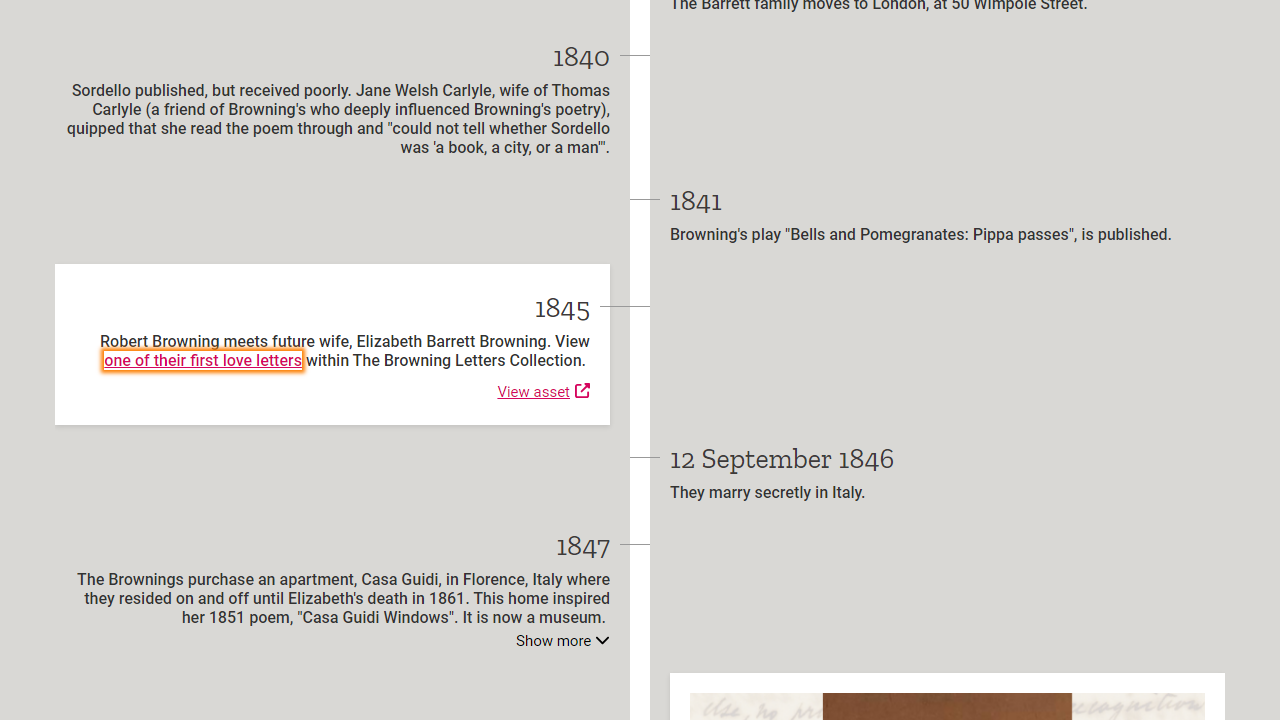 The Barrett family moves to London, at 50 Wimpole Street.
1840
Sordello published, but received poorly. Jane Welsh Carlyle, wife of Thomas
Carlyle (a friend of Browning's who deeply influenced Browning's poetry),
quipped that she read the poem through and "could not tell whether Sordello
was 'a book, a city, or a man'".
1841
Browning's play "Bells and Pomegranates: Pippa passes", is published.
1845
Robert Browning meets future wife, Elizabeth Barrett Browning. View
one of their first love letters within The Browning Letters Collection.
View asset
12 September 1846
They marry secretly in Italy.
1847
The Brownings purchase an apartment, Casa Guidi, in Florence, Italy where
they resided on and off until Elizabeth's death in 1861. This home inspired
her 1851 poem, "Casa Guidi Windows". It is now a museum.
Show more